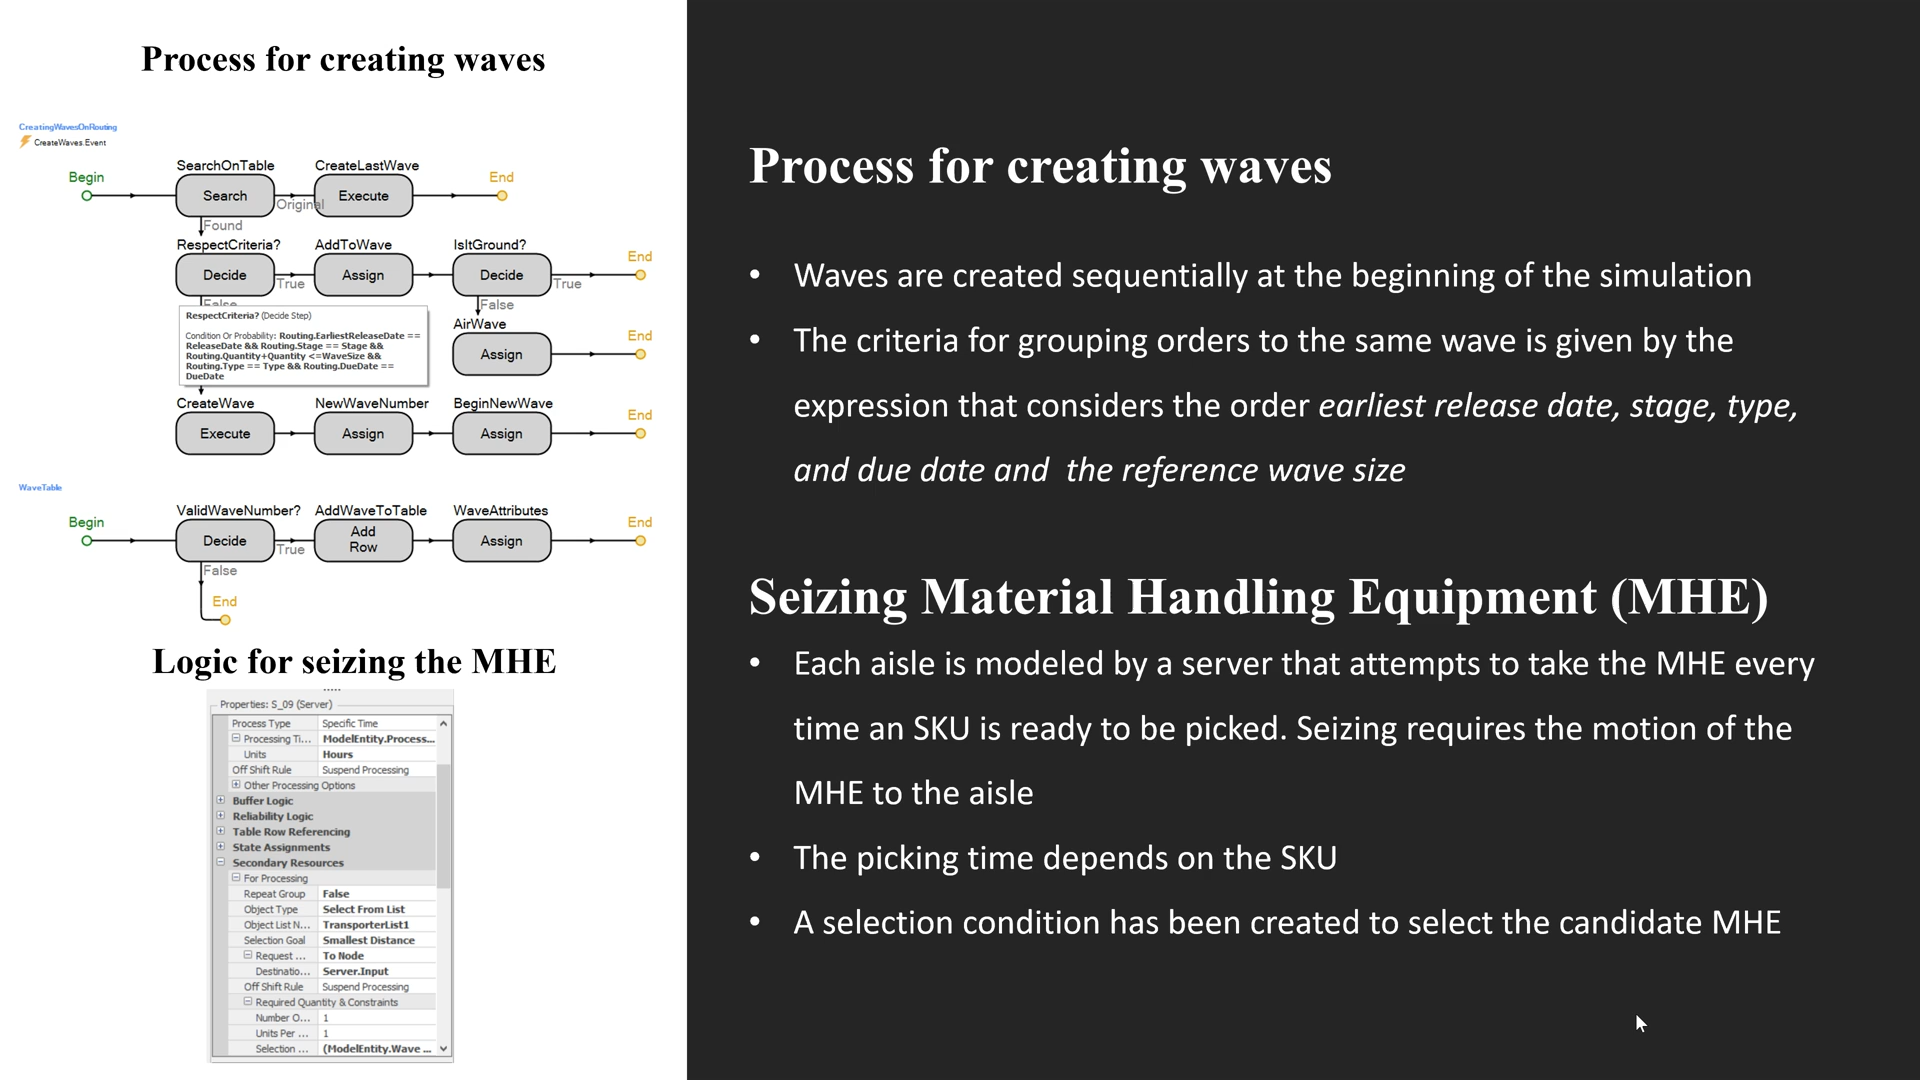 Process for creating waves
CreatingWavesOnRouting
CreateWaves.Event
SearchOnTable
CreateLastWave
Begin
End
Search
Execute
Original
Found
RespectCriteria?
AddToWave
IsItGround?
End
Decide
Assign
Decide
True
True
False
False
RespectCriteria? (Decide Step)
Condition Or Probability: Routing.EarliestReleaseDate ==
ReleaseDate && Routing.Stage == Stage &&
Routing.Quantity+Quantity <=WaveSize &&
Routing.Type == Type && Routing.DueDate ==
DueDate
AirWave
End
Assign
CreateWave
NewWaveNumber
BeginNewWave
End
Execute
Assign
Assign
WaveTable
ValidWaveNumber?
AddWaveToTable
WaveAttributes
Begin
End
Decide
Add
Row
Assign
True
False
End
Logic for seizing the MHE
Properties: S_09 (Server)
Process Type Specific Time
Processing Ti... ModelEntity.Process...
Units Hours
Off Shift Rule Suspend Processing
Other Processing Options
Buffer Logic
Reliability Logic
Table Row Referencing
State Assignments
Secondary Resources
For Processing
Repeat Group False
Object Type Select From List
Object List N... TransporterList1
Selection Goal Smallest Distance
Request ... To Node
Destinatio... Server.Input
Off Shift Rule Suspend Processing
Required Quantity & Constraints
Number O... 1
Units Per ... 1
Selection ... (ModelEntity.Wave ...
Process for creating waves
• Waves are created sequentially at the beginning of the simulation
• The criteria for grouping orders to the same wave is given by the
expression that considers the order earliest release date, stage, type,
and due date and the reference wave size
Seizing Material Handling Equipment (MHE)
• Each aisle is modeled by a server that attempts to take the MHE every
time an SKU is ready to be picked. Seizing requires the motion of the
MHE to the aisle
• The picking time depends on the SKU
• A selection condition has been created to select the candidate MHE